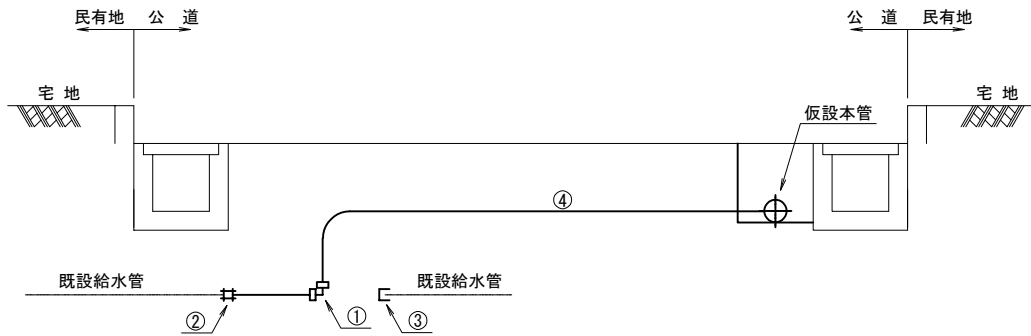 民有地 公 道
公 道 民有地
宅 地
宅 地
仮設本管
④
既設給水管
既設給水管
②
①
③